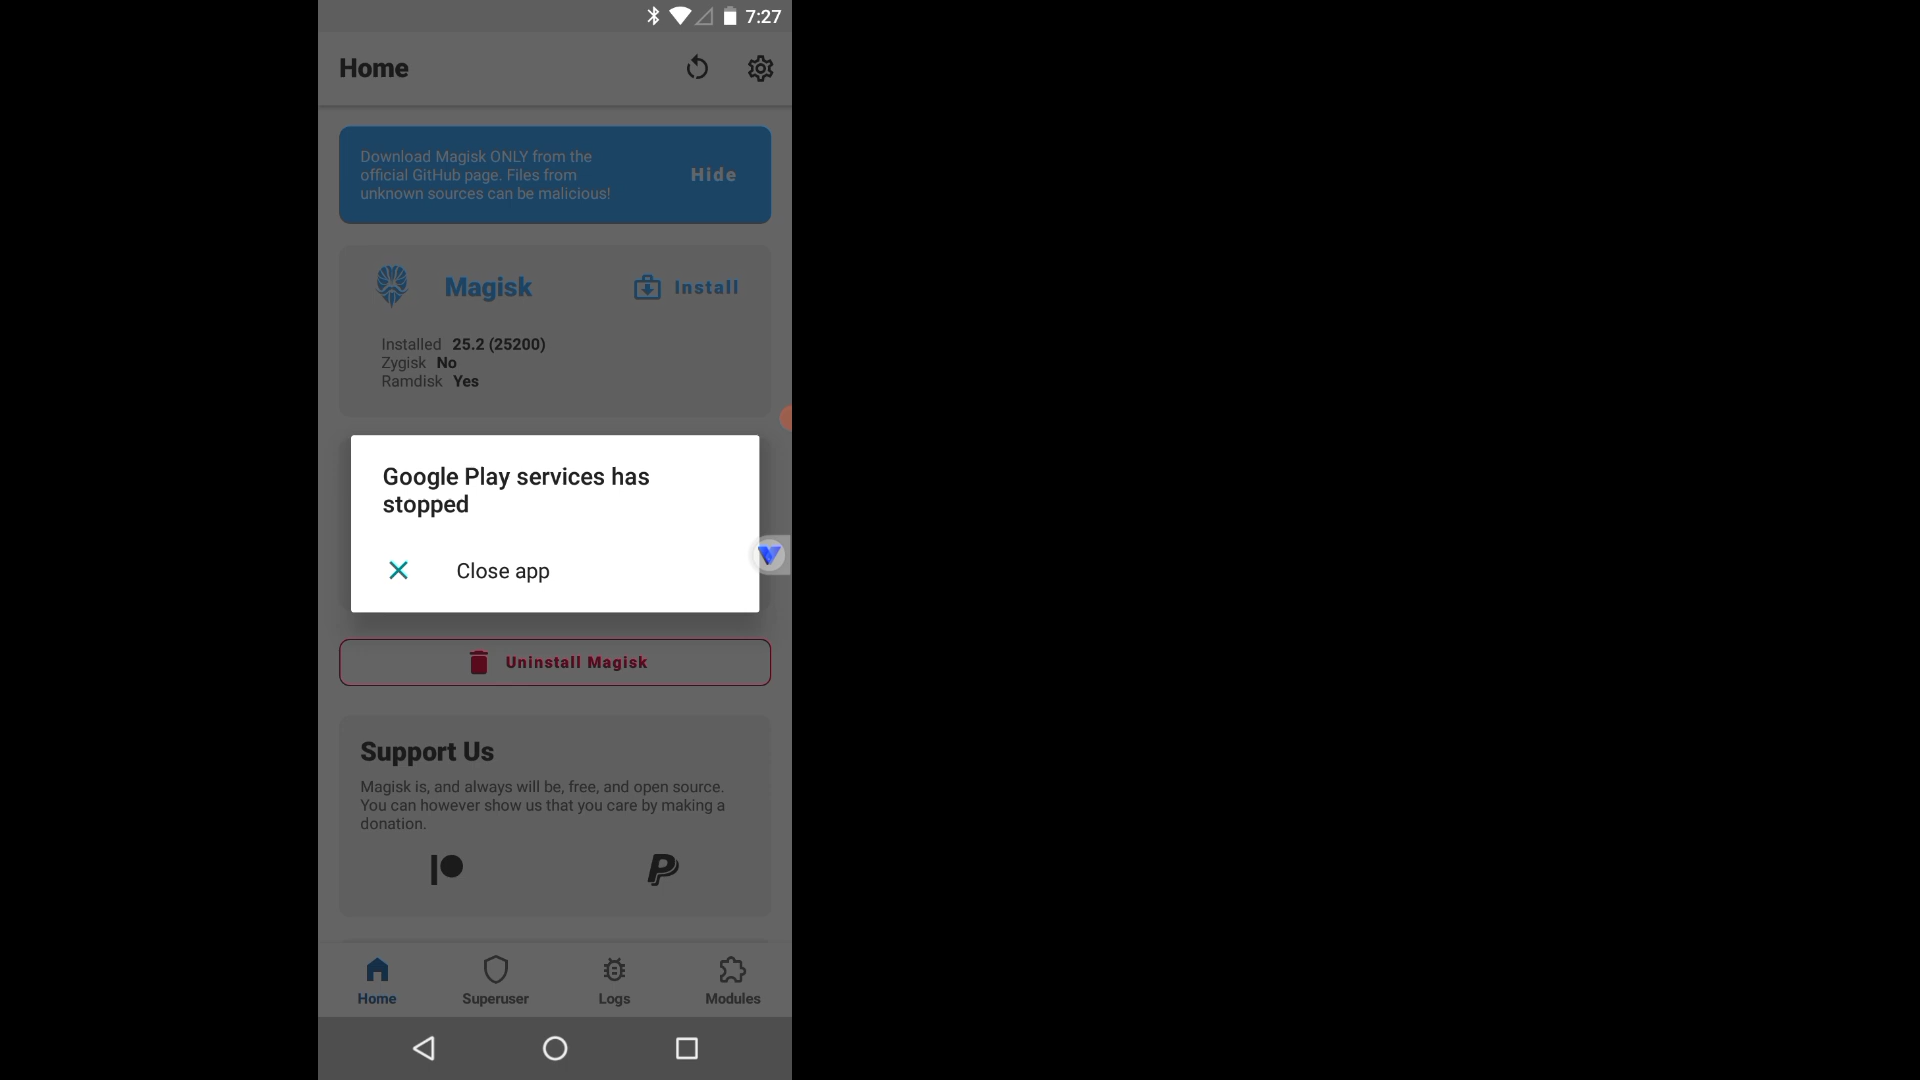 7:27
Home
Download Magisk ONLY from the
official GitHub page. Files from
unknown sources can be malicious!
Hide
Magisk
Install
Installed 25.2 (25200)
Zygisk No
Ramdisk Yes
Google Play services has
stopped
Close app
Uninstall Magisk
Support Us
Magisk is, and always will be, free, and open source.
You can however show us that you care by making a
donation.
Home
Superuser
Logs
Modules